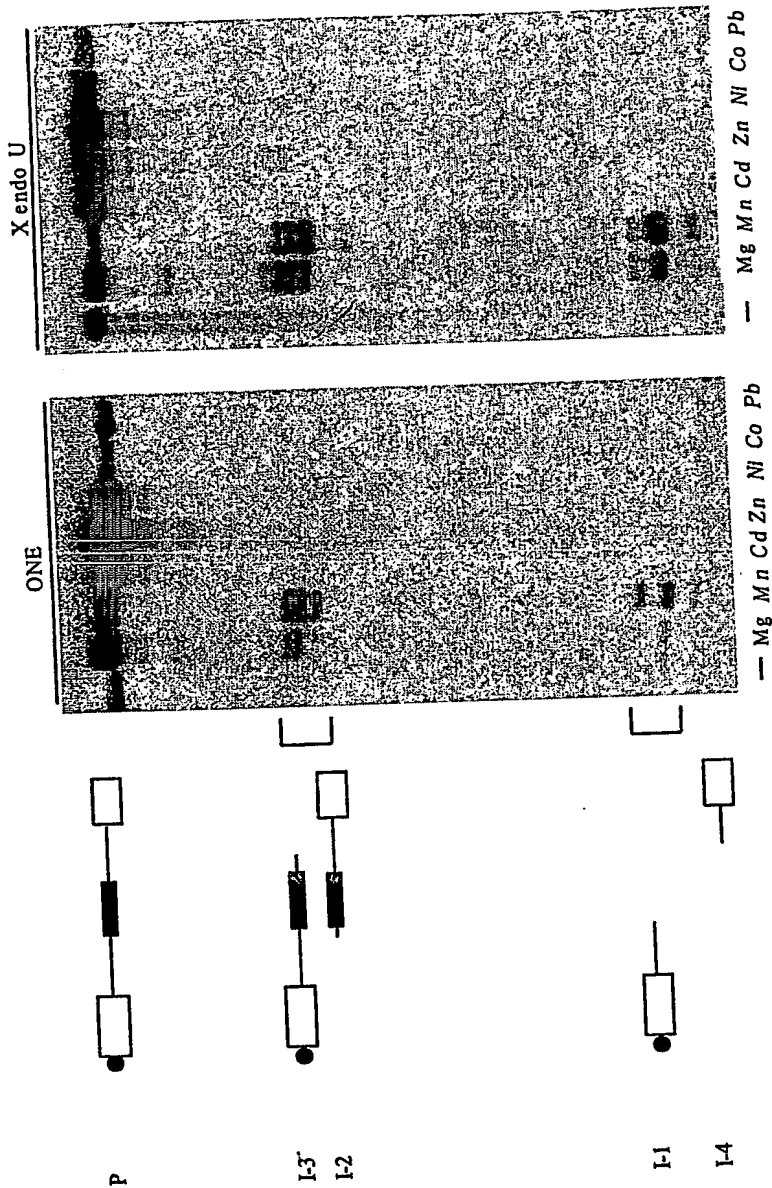 X endo U
ONE
P
I-3
I-2
I-1
I-4
— Mg Mn Cd Zn Ni Co Pb
— Mg Mn Cd Zn Ni Co Pb